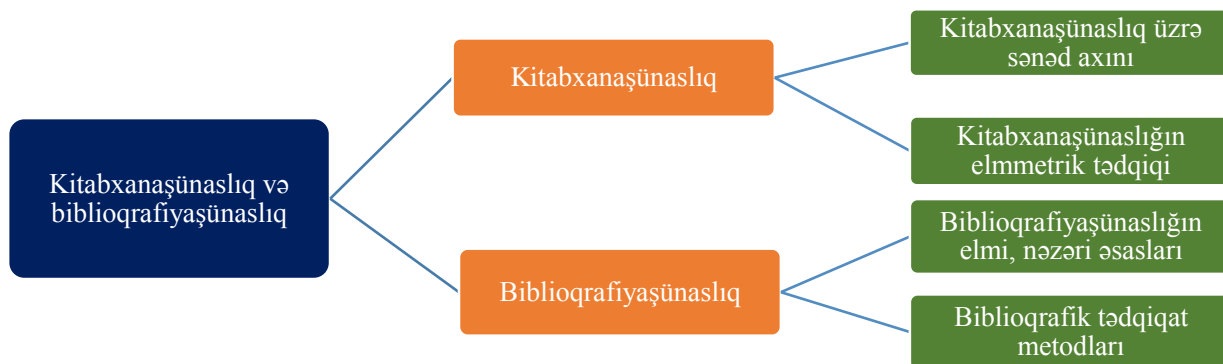 Kitabxanaşünaslıq və
biblioqrafiyaşünaslıq
Kitabxanaşünaslıq
Kitabxanaşünaslıq üzrə
sənəd axını
Kitabxanaşünaslığın
elmmetrik tədqiqi
Biblioqrafiyaşünaslıq
Biblioqrafiyaşünaslığın
elmi, nəzəri əsasları
Biblioqrafik tədqiqat
metodları